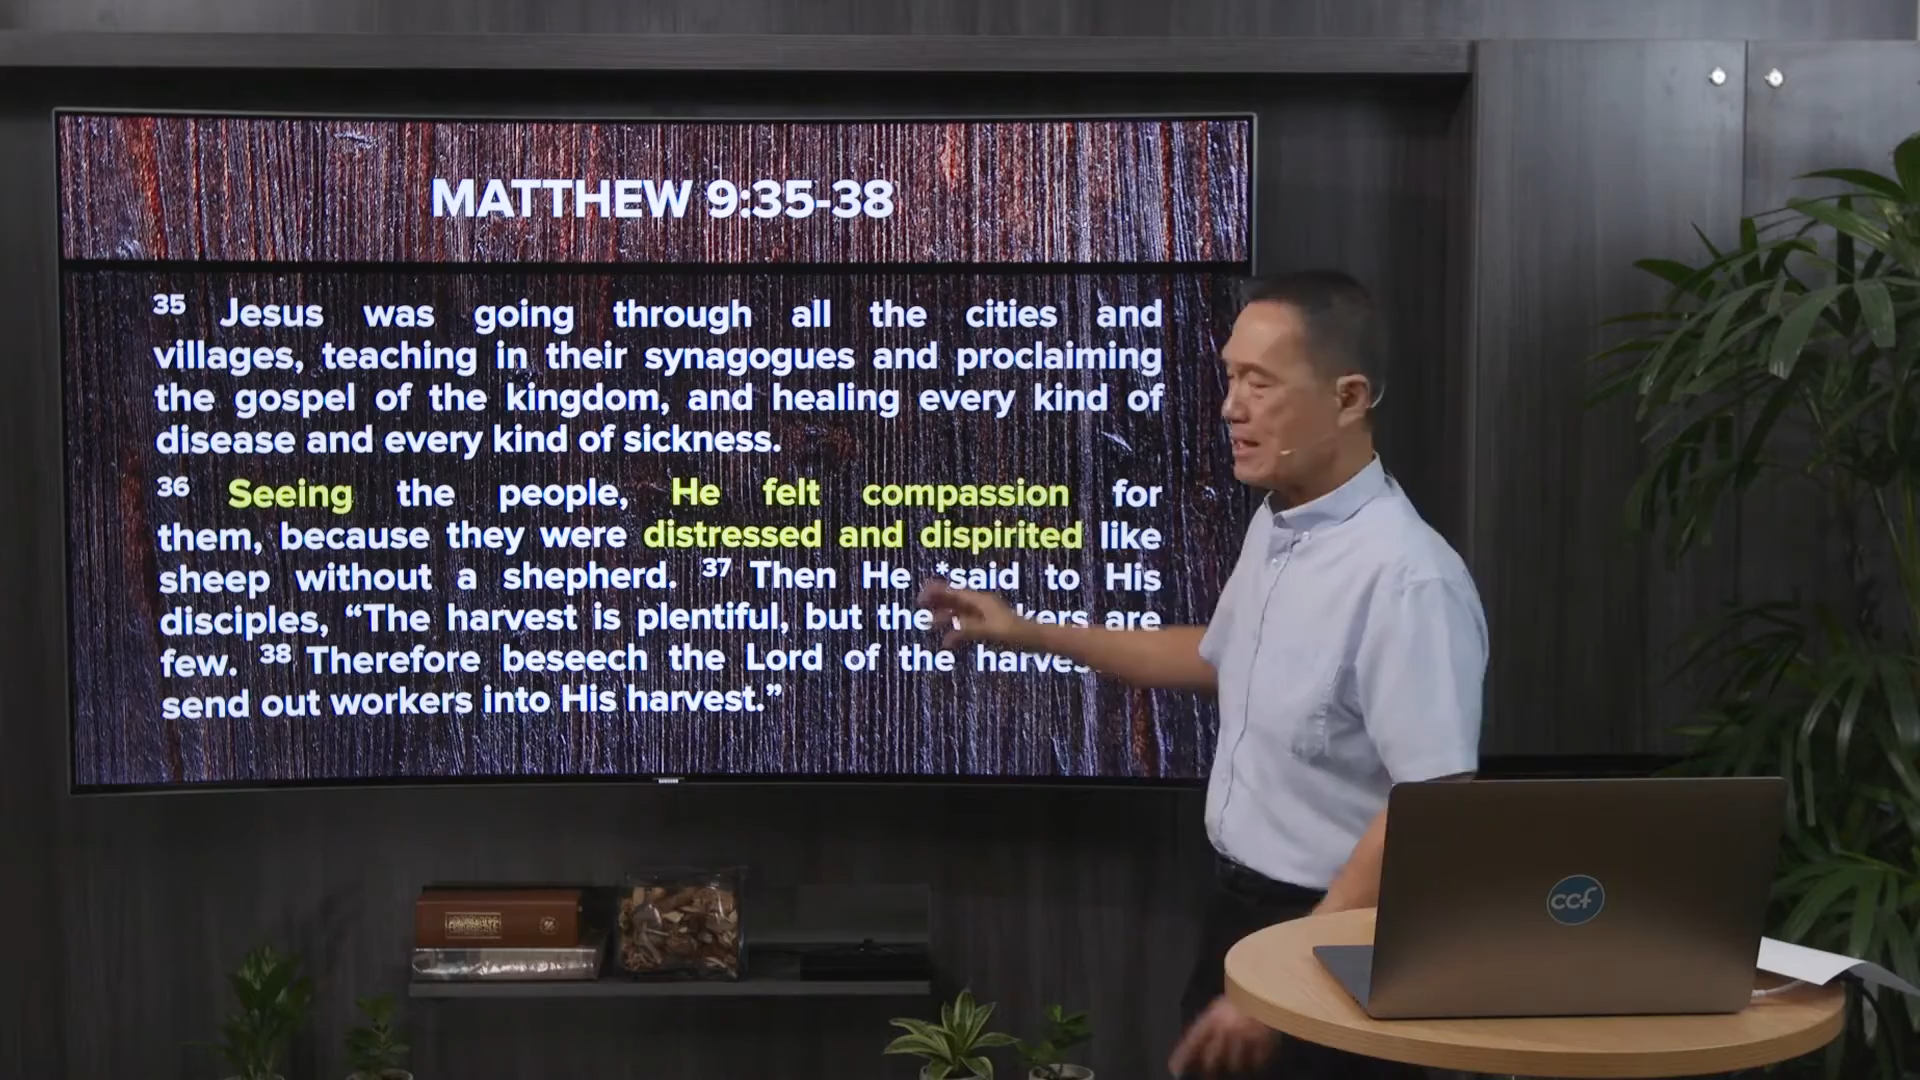 MATTHEW 9:35-38
35 Jesus was going through all the cities and
villages, teaching in their synagogues and proclaiming
the gospel of the kingdom, and healing every kind of
disease and every kind of sickness.
36 Seeing the people, He felt compassion for
them, because they were distressed and dispirited like
sheep without a shepherd. 37 Then He *said to His
disciples, “The harvest is plentiful, but the are
few. 38 Therefore beseech the Lord of the
send out workers into His harvest.”
SAMSUNG
ccf